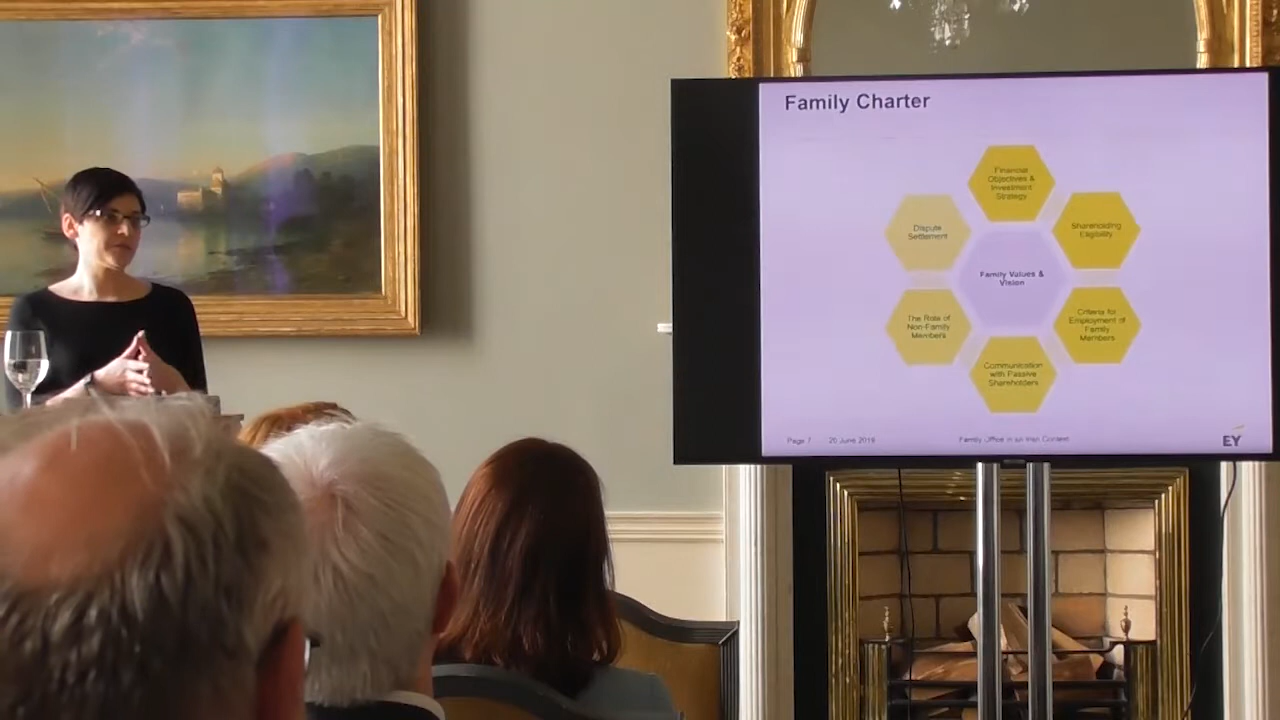 Family Charter
Financial
Objectives &
Investment
Strategy
Shareholding
Eligibility
Criteria for
Employment of
Family
Members
Communication
with Passive
Shareholders
The Role of
Non-Family
Members
Dispute
Settlement
Family Values &
Vision
Page 7
20 June 2019
Family Office in an Irish Context
EY